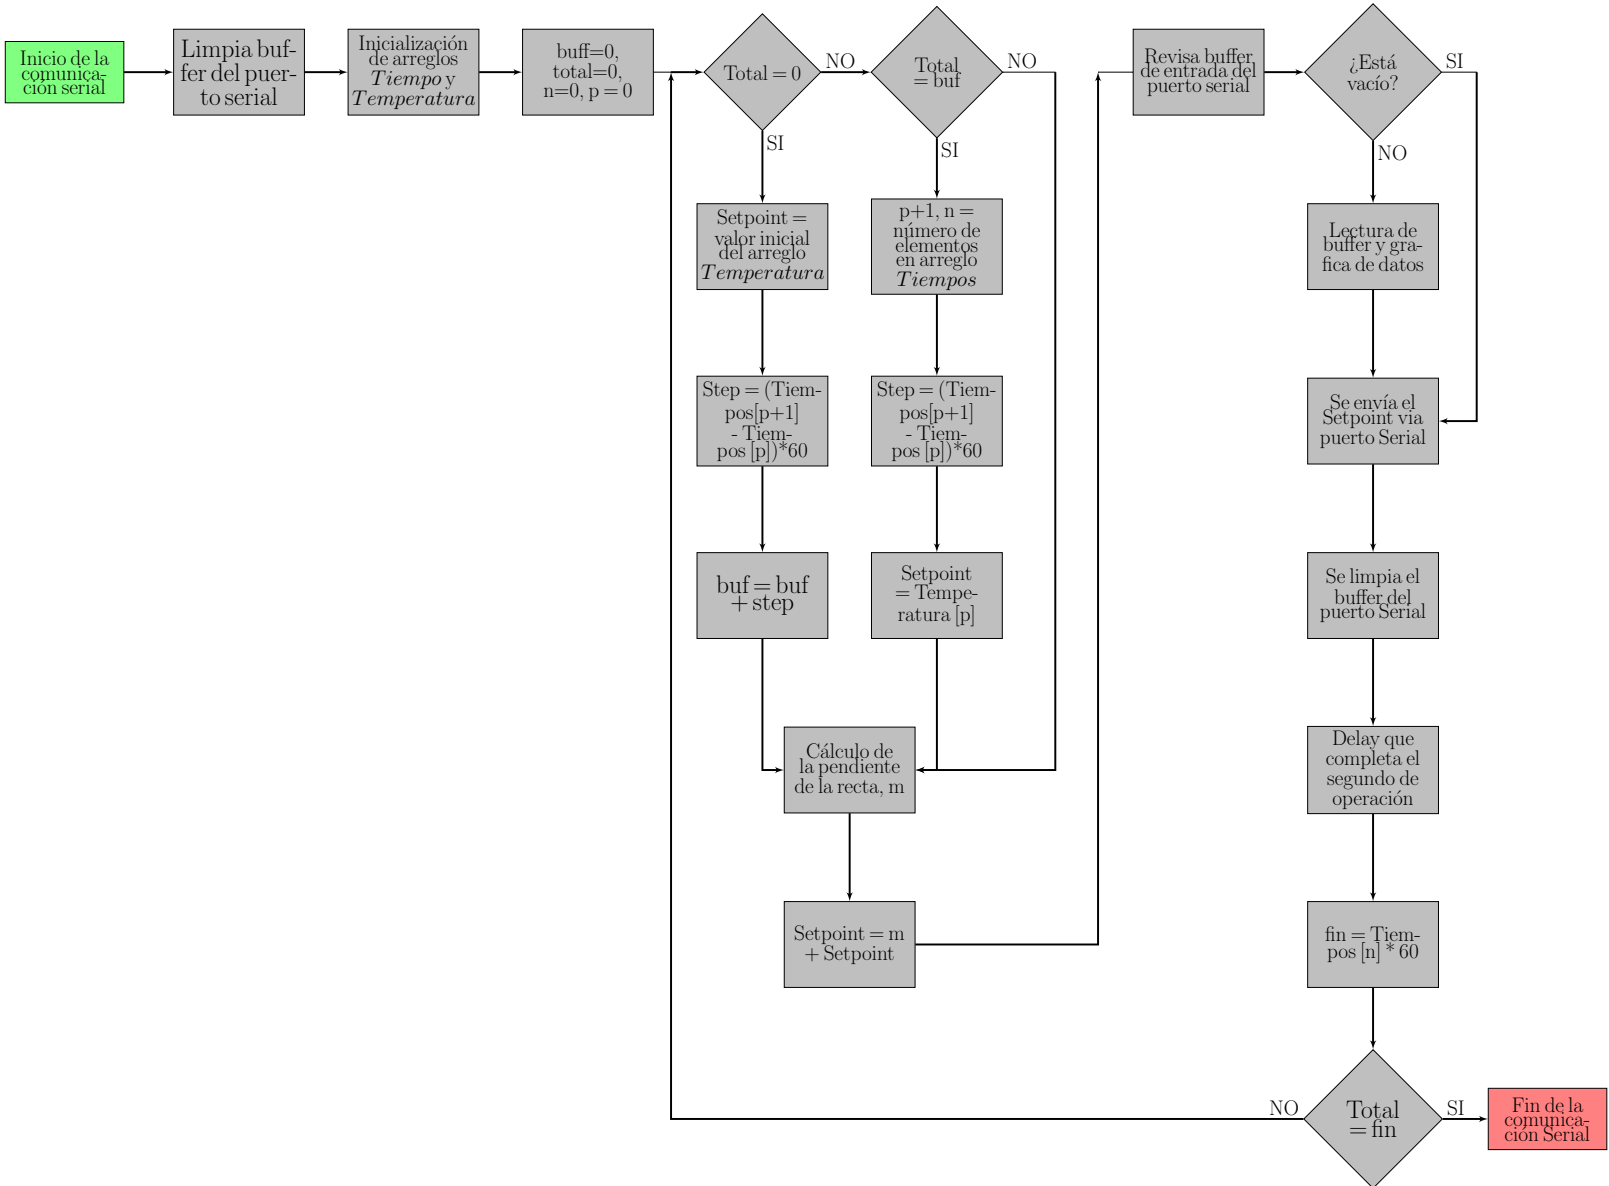 Inicio de la
comunica-
ción serial
Limpia buf-
fer del puer-
to serial
Inicialización
de arreglos
Tiempo y
Temperatura
buff=0,
total=0,
n=0, p = 0
Total = 0
NO
SI
Total
= buf
NO
SI
Setpoint =
valor inicial
del arreglo
Temperatura
Step = (Tiem-
pos[p+1]
- Tiem-
pos [p])*60
buf = buf
+ step
p+1, n =
número de
elementos
en arreglo
Tiempos
Step = (Tiem-
pos[p+1]
- Tiem-
pos [p])*60
Setpoint
= Tempe-
ratura [p]
Cálculo de
la pendiente
de la recta, m
Setpoint = m
+ Setpoint
Revisa buffer
de entrada del
puerto serial
¿Está
vacío?
SI
NO
Lectura de
buffer y gra-
fica de datos
Se envía el
Setpoint via
puerto Serial
Se limpia el
buffer del
puerto Serial
Delay que
completa el
segundo de
operación
fin = Tiem-
pos [n] * 60
Total
= fin
NO
SI
Fin de la
comunica-
ción Serial